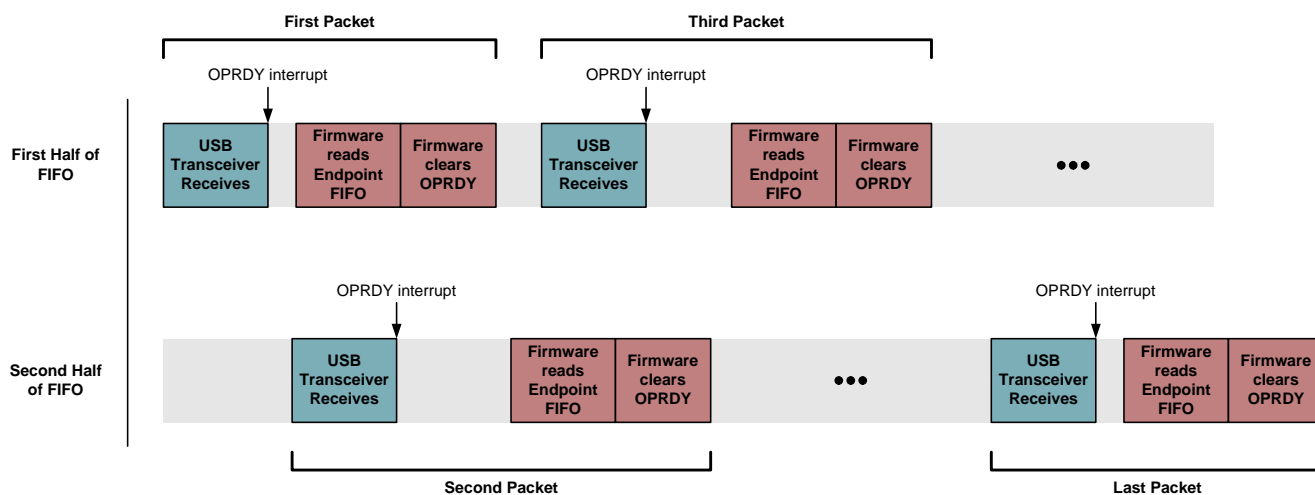 First Packet
Third Packet
OPRDY interrupt
OPRDY interrupt
First Half of
FIFO
USB
Transceiver
Receives
Firmware
reads
Endpoint
FIFO
Firmware
clears
OPRDY
USB
Transceiver
Receives
Firmware
reads
Endpoint
FIFO
Firmware
clears
OPRDY
•••
OPRDY interrupt
OPRDY interrupt
Second Half
of FIFO
USB
Transceiver
Receives
Firmware
reads
Endpoint
FIFO
Firmware
clears
OPRDY
•••
USB
Transceiver
Receives
Firmware
reads
Endpoint
FIFO
Firmware
clears
OPRDY
Second Packet
Last Packet